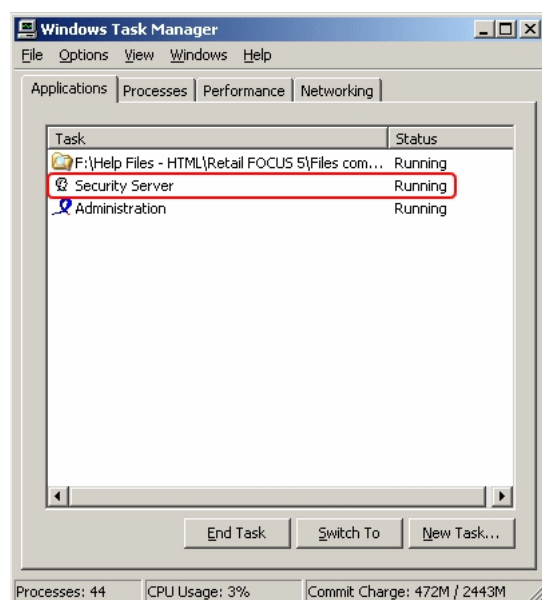 Windows Task Manager
File Options View Windows Help
Applications Processes Performance Networking
Task Status
F:\Help Files - HTML\Retail FOCUS 5\Files com... Running
Security Server Running
Administration Running
End Task Switch To New Task...
Processes: 44 CPU Usage: 3% Commit Charge: 472M / 2443M